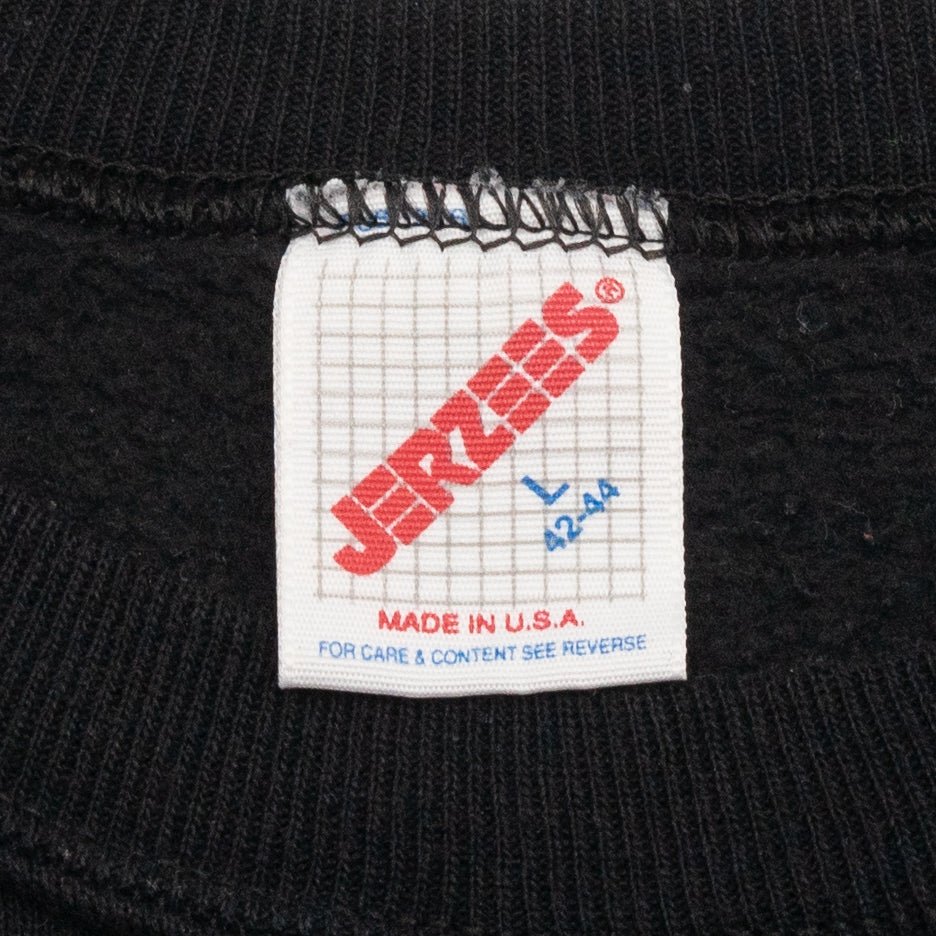 JERZEES®
L
42-44
MADE IN U.S.A.
FOR CARE & CONTENT SEE REVERSE